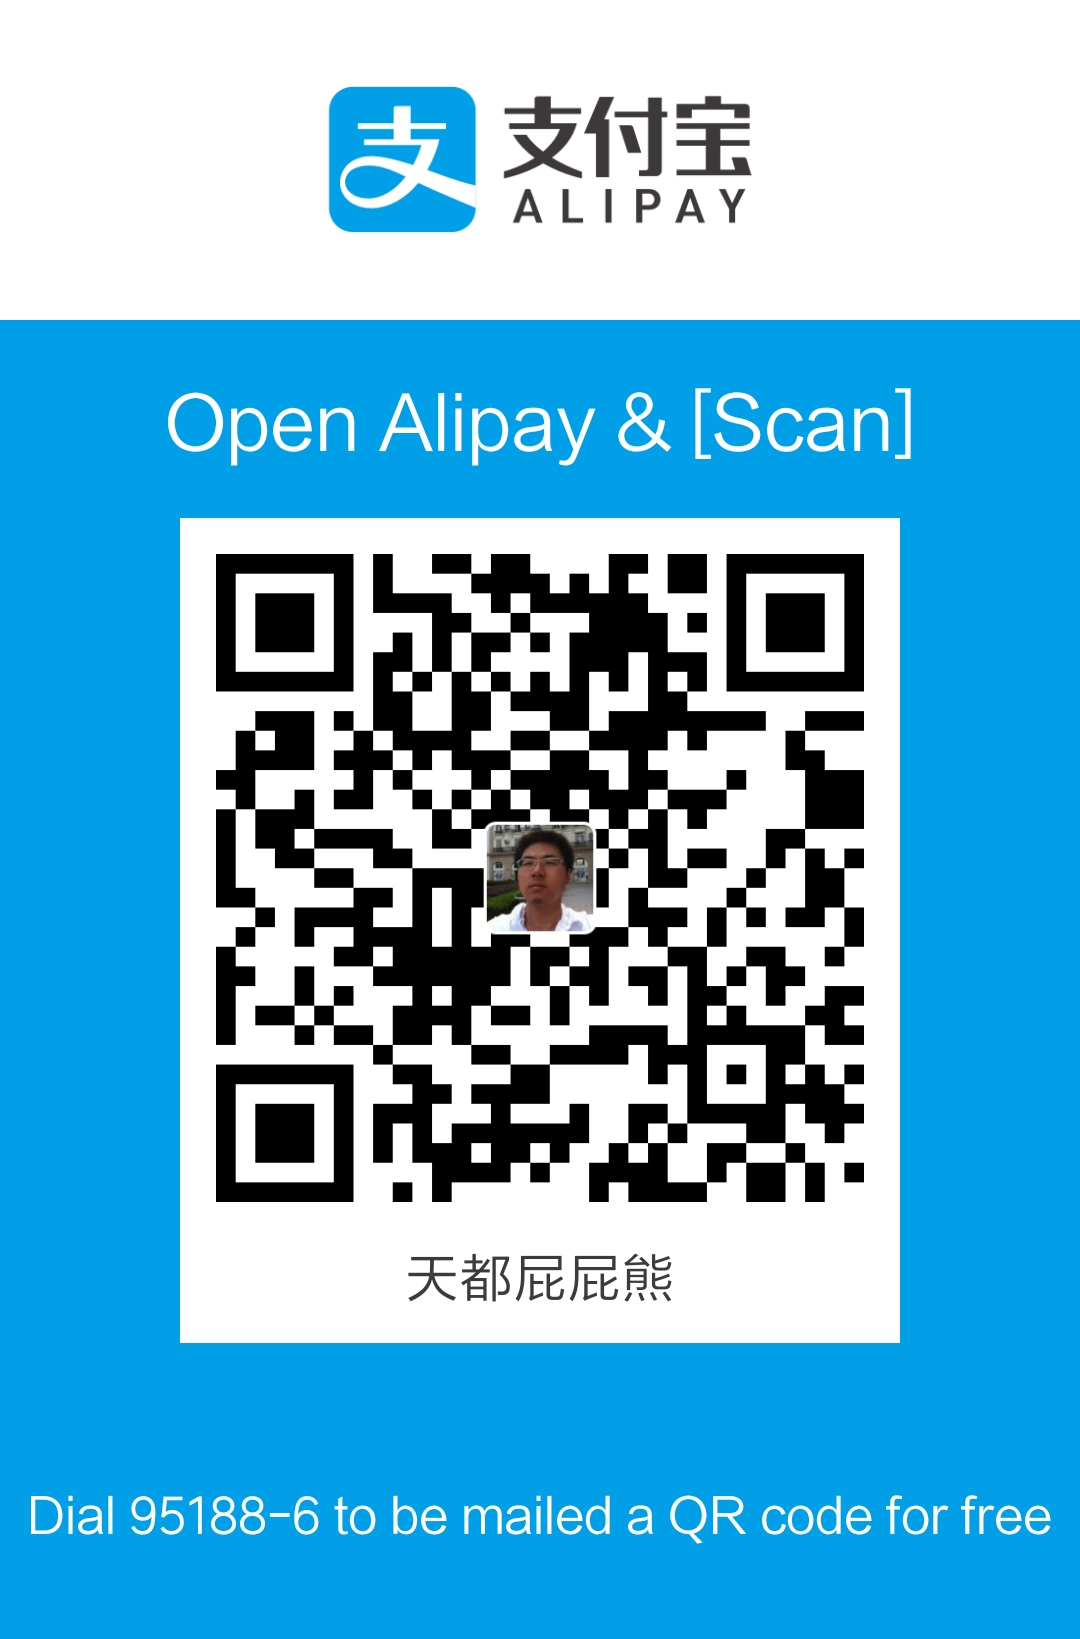 支 支付宝
ALIPAY
Open Alipay & [Scan]
天都屁屁熊
Dial 95188-6 to be mailed a QR code for free